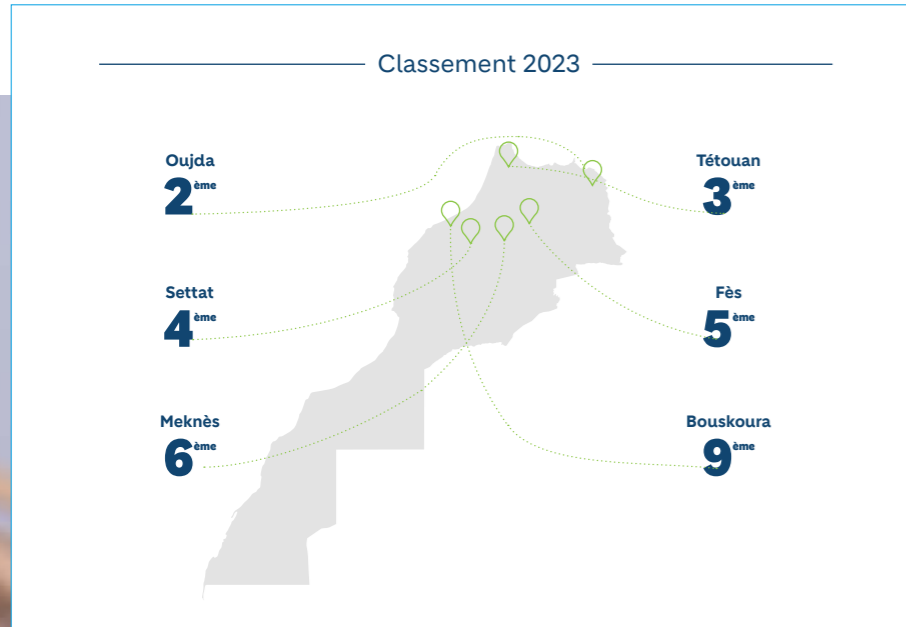 Classement 2023
Oujda
2ème
Tétouan
3ème
Settat
4ème
Fès
5ème
Meknès
6ème
Bouskoura
9ème